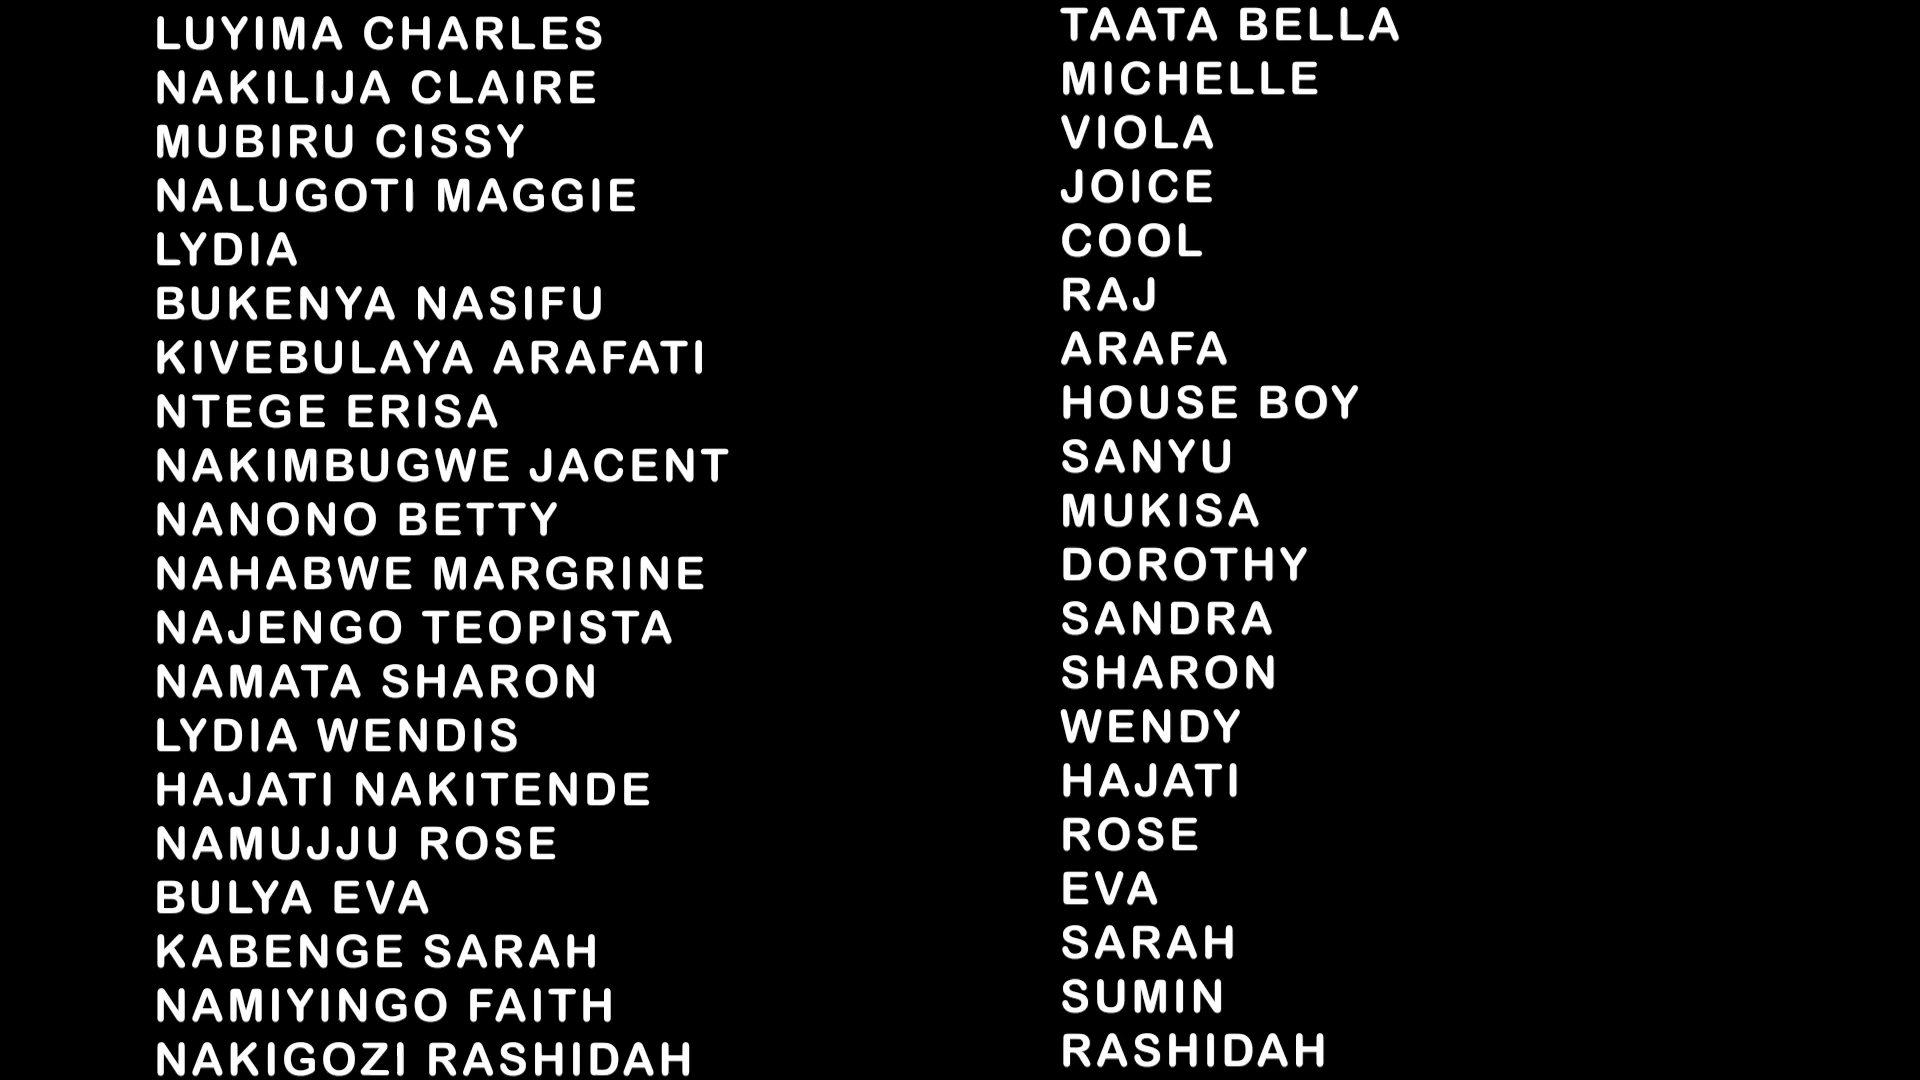 LUYIMA CHARLES TAATA BELLA
NAKILIJA CLAIRE MICHELLE
MUBIRU CISSY VIOLA
NALUGOTI MAGGIE JOICE
LYDIA COOL
BUKENYA NASIFU RAJ
KIVEBULAYA ARAFATI ARAFA
NTEGE ERISA HOUSE BOY
NAKIMBUGWE JACENT SANYU
NANONO BETTY MUKISA
NAHABWE MARGRINE DOROTHY
NAJENGO TEOPISTA SANDRA
NAMATA SHARON SHARON
LYDIA WENDIS WENDY
HAJATI NAKITENDE HAJATI
NAMUJJU ROSE ROSE
BULYA EVA EVA
KABENGE SARAH SARAH
NAMIYINGO FAITH SUMIN
NAKIGOZI RASHIDAH RASHIDAH